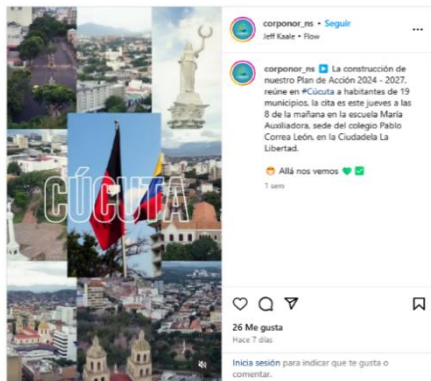 CÚCUTA
corponor_ns • Seguir
Jeff Kaale • Flow
corponor_ns ▶ La construcción de
nuestro Plan de Acción 2024 - 2027,
reúne en #Cúcuta a habitantes de 19
municipios, la cita es este jueves a las
8 de la mañana en la escuela María
Auxiliadora, sede del colegio Pablo
Correa León, en la Ciudadela La
Libertad.
Allá nos vemos 💚 ✅
1 sem
26 Me gusta
Hace 7 días
Inicia sesión para indicar que te gusta o
comentar.